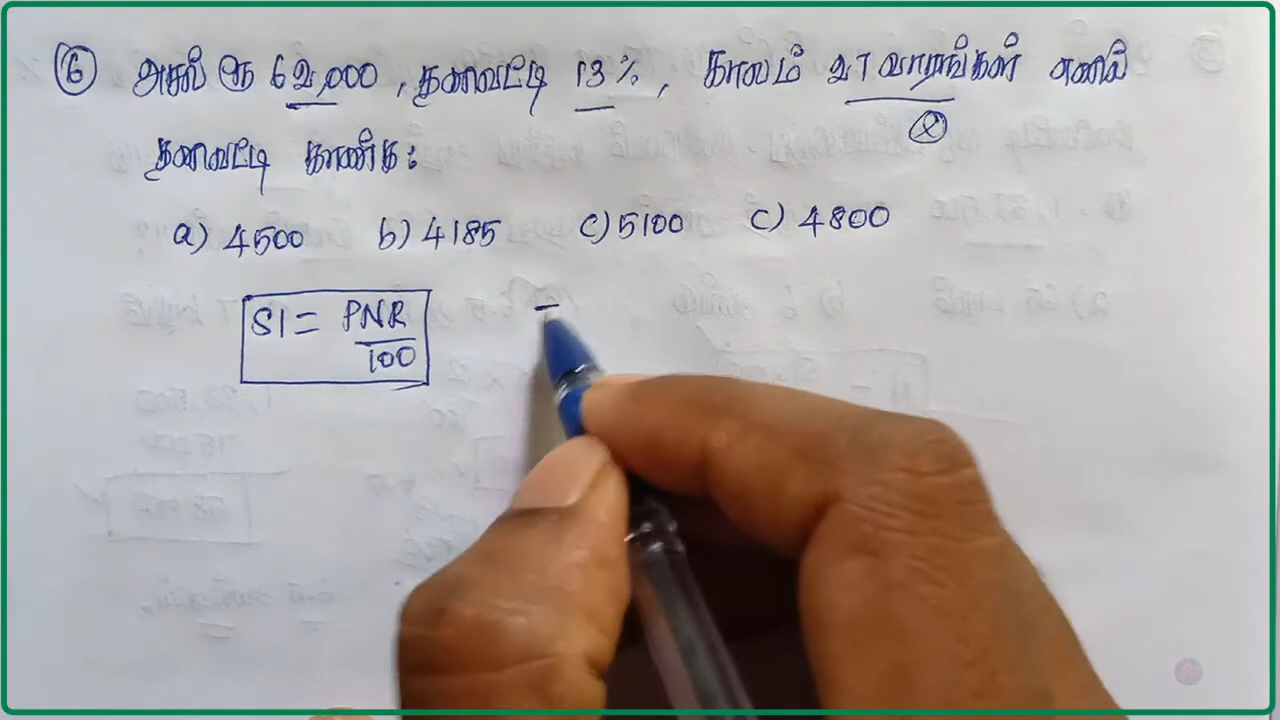 6 அசல் ரூ 62,000 , தனிவட்டி 13% , காலம் 27 வாரங்கள் எனில்
தனிவட்டி காண்க:
a) 4500 b) 4185 c) 5100 c) 4800
SI = PNR
100